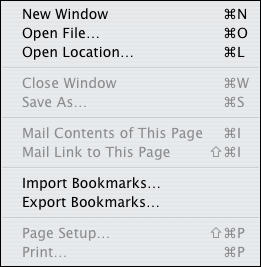 New Window ⌘N
Open File... ⌘O
Open Location... ⌘L
Close Window ⌘W
Save As... ⌘S
Mail Contents of This Page ⌘I
Mail Link to This Page ⇧⌘I
Import Bookmarks...
Export Bookmarks...
Page Setup... ⇧⌘P
Print... ⌘P